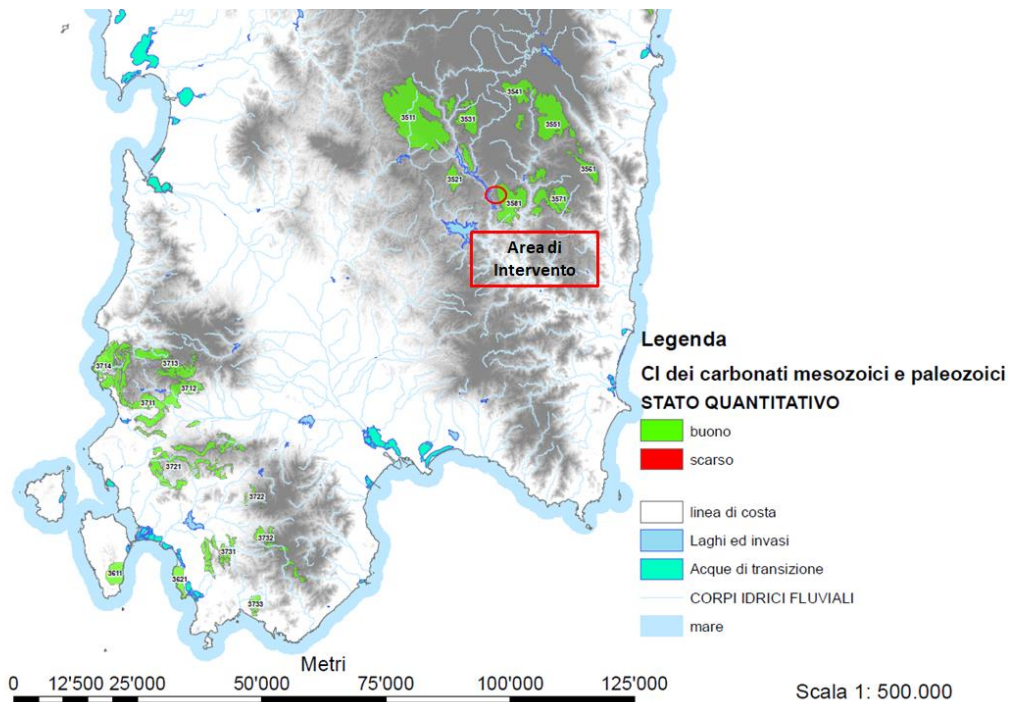 3541
3511
3531
3551
3561
3521
3581
3571
Area di
Intervento
Legenda
CI dei carbonati mesozoici e paleozoici
STATO QUANTITATIVO
buono
scarso
linea di costa
Laghi ed invasi
Acque di transizione
CORPI IDRICI FLUVIALI
mare
3714
3713
3712
3711
3721
3722
3732
3731
3611
3621
3733
Metri
0 12'500 25'000 50'000 75'000 100'000 125'000
Scala 1: 500.000